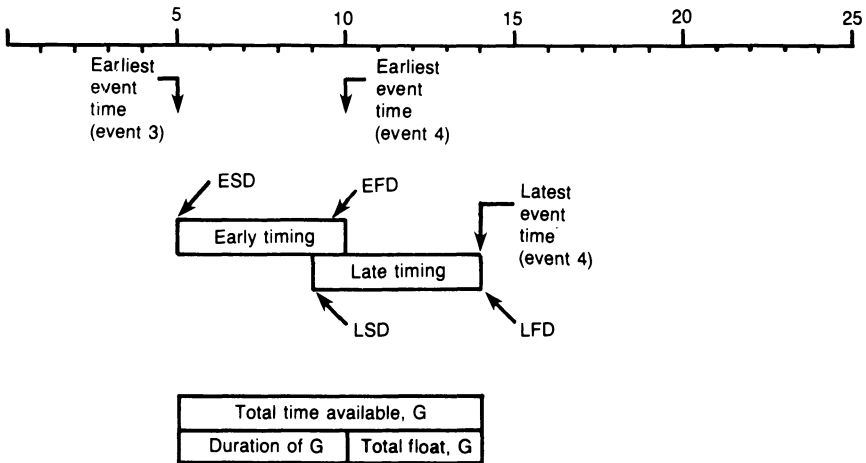 5 10 15 20 25
Earliest
event
time
(event 3)
Earliest
event
time
(event 4)
ESD
EFD
Latest
event
time
(event 4)
Early timing
Late timing
LSD
LFD
Total time available, G
Duration of G
Total float, G